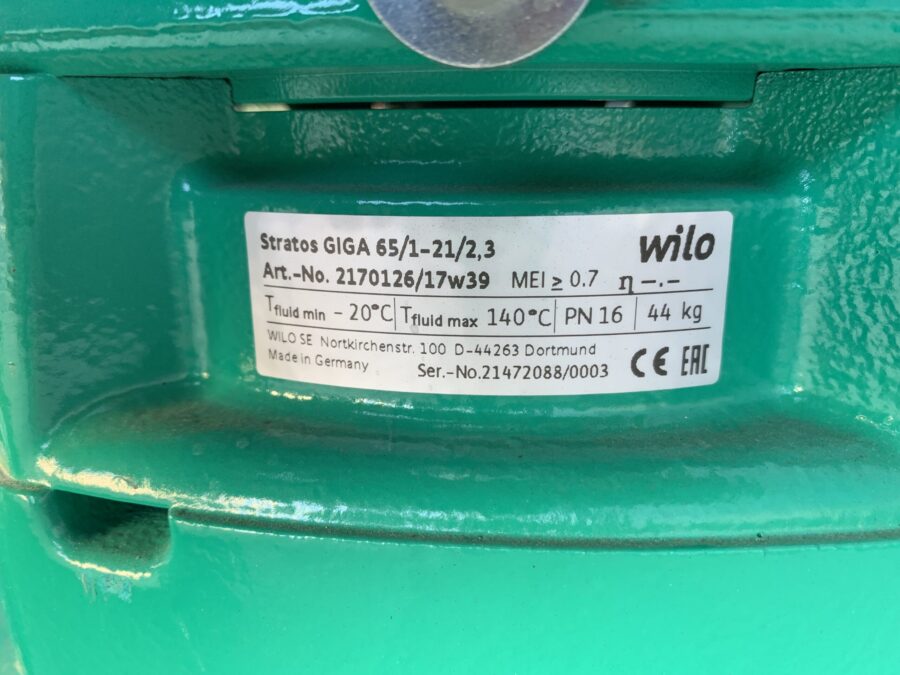 Stratos GIGA 65/1-21/2,3
wilo
Art.-No. 2170126/17w39 MEI ≥ 0.7 η -.-
Tfluid min - 20°C Tfluid max 140°C PN 16 44 kg
WILO SE Nortkirchenstr. 100 D-44263 Dortmund
Made in Germany Ser.-No.21472088/0003 CE EAC